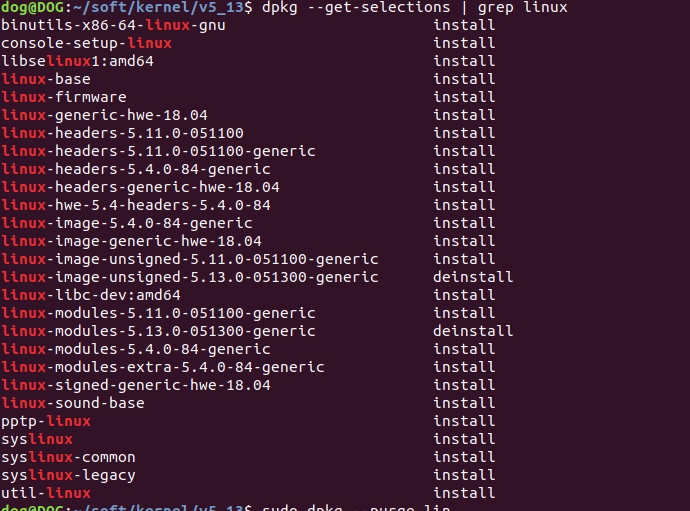 dog@DOG:~/soft/kernel/v5_13$ dpkg --get-selections | grep linux
binutils-x86-64-linux-gnu install
console-setup-linux install
libselinux1:amd64 install
linux-base install
linux-firmware install
linux-generic-hwe-18.04 install
linux-headers-5.11.0-051100 install
linux-headers-5.11.0-051100-generic install
linux-headers-5.4.0-84-generic install
linux-headers-generic-hwe-18.04 install
linux-hwe-5.4-headers-5.4.0-84 install
linux-image-5.4.0-84-generic install
linux-image-generic-hwe-18.04 install
linux-image-unsigned-5.11.0-051100-generic install
linux-image-unsigned-5.13.0-051300-generic deinstall
linux-libc-dev:amd64 install
linux-modules-5.11.0-051100-generic install
linux-modules-5.13.0-051300-generic deinstall
linux-modules-5.4.0-84-generic install
linux-modules-extra-5.4.0-84-generic install
linux-signed-generic-hwe-18.04 install
linux-sound-base install
pptp-linux install
syslinux install
syslinux-common install
syslinux-legacy install
util-linux install
dog@DOG:~/soft/kernel/v5_13$ sudo dpkg --purge lin